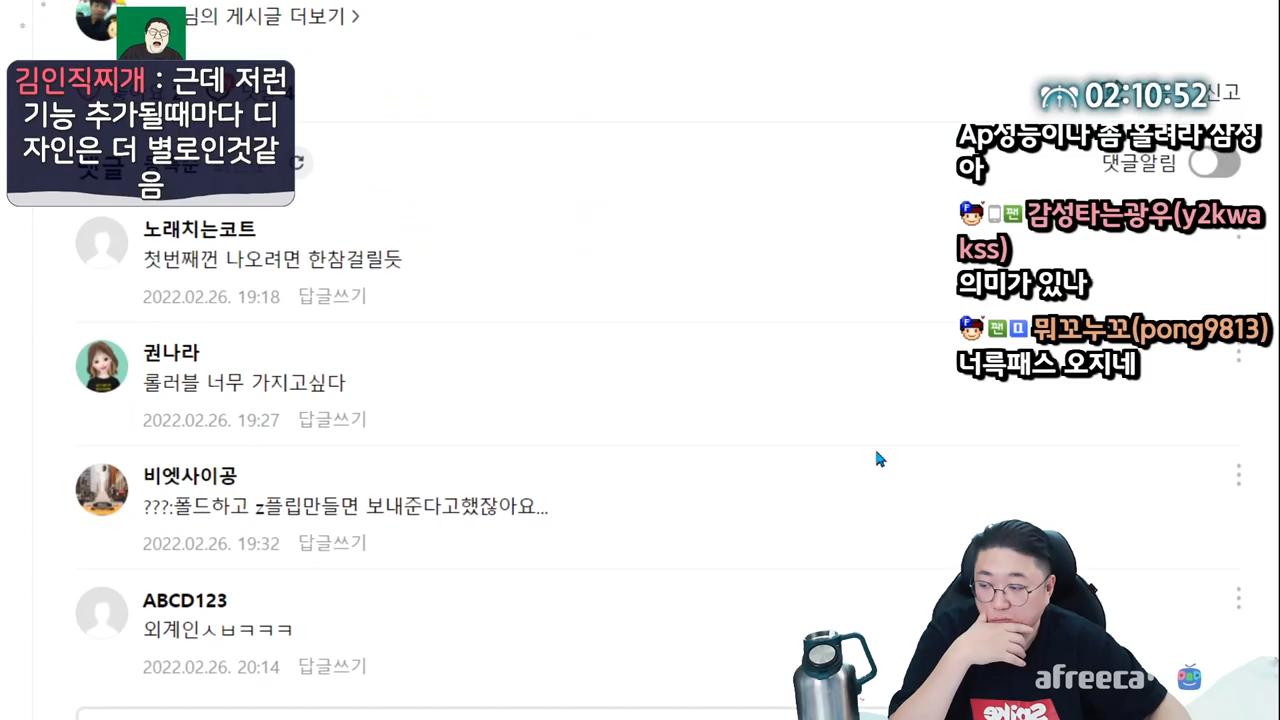 님의 게시글 더보기 >
김인직찌개 : 근데 저런
기능 추가될때마다 디
자인은 더 별로인것같
음
02:10:52
신고
댓글알림
Ap성능이나 좀 올려라 삼성
아
감성타는광우(y2kwa
kss)
의미가 있나
뭐꼬누꼬(pong9813)
너륵패스 오지네
노래치는코트
첫번째껀 나오려면 한참걸릴듯
2022.02.26. 19:18 답글쓰기
권나라
롤러블 너무 가지고싶다
2022.02.26. 19:27 답글쓰기
비엣사이공
???:폴드하고 z플립만들면 보내준다고했잖아요...
2022.02.26. 19:32 답글쓰기
ABCD123
외계인ㅅㅂㅋㅋㅋ
2022.02.26. 20:14 답글쓰기
afreeca